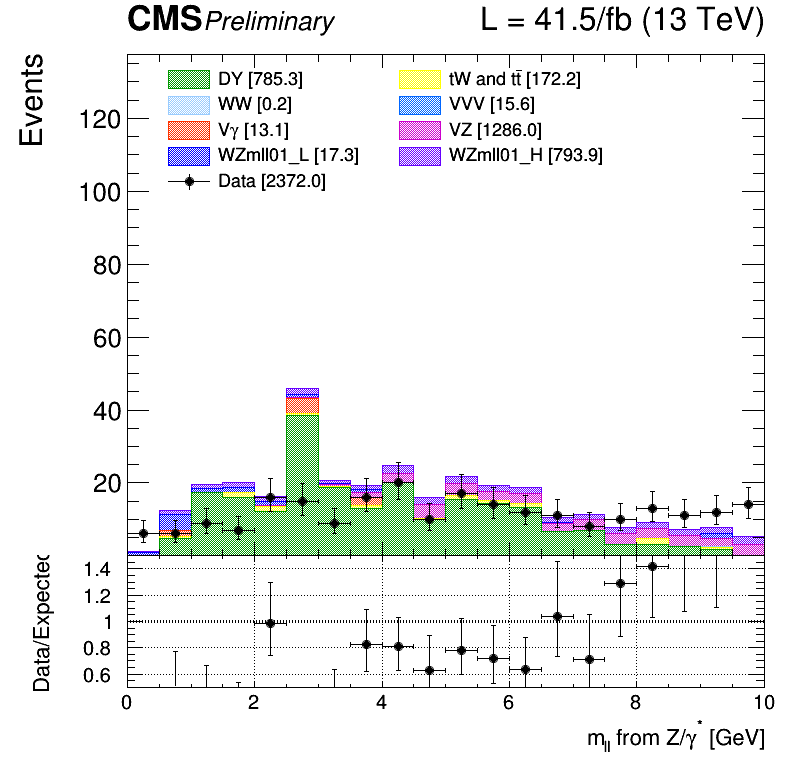 CMS Preliminary L = 41.5/fb (13 TeV)
Events
DY [785.3] tW and tt̄ [172.2]
WW [0.2] VVV [15.6]
Vγ [13.1] VZ [1286.0]
WZmll01_L [17.3] WZmll01_H [793.9]
Data [2372.0]
120
100
80
60
40
20
Data/Expected
1.4
1.2
1
0.8
0.6
0 2 4 6 8 10
m_ll from Z/γ* [GeV]